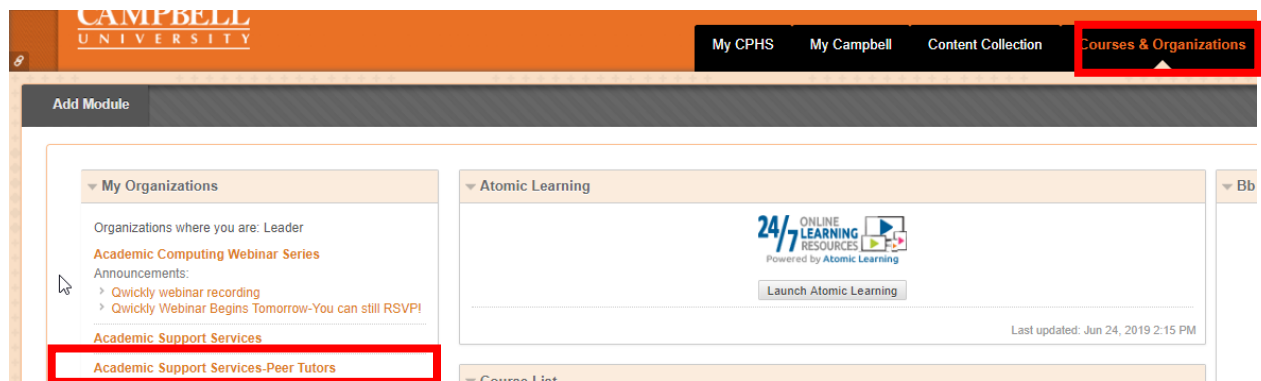 CAMPBELL
UNIVERSITY
My CPHS
My Campbell
Content Collection
Courses & Organizations
Add Module
My Organizations
Organizations where you are: Leader
Academic Computing Webinar Series
Announcements:
Qwickly webinar recording
Qwickly Webinar Begins Tomorrow-You can still RSVP!
Academic Support Services
Academic Support Services-Peer Tutors
Atomic Learning
24/7 ONLINE
LEARNING
RESOURCES
Powered by Atomic Learning
Launch Atomic Learning
Last updated: Jun 24, 2019 2:15 PM
Course List
Bb